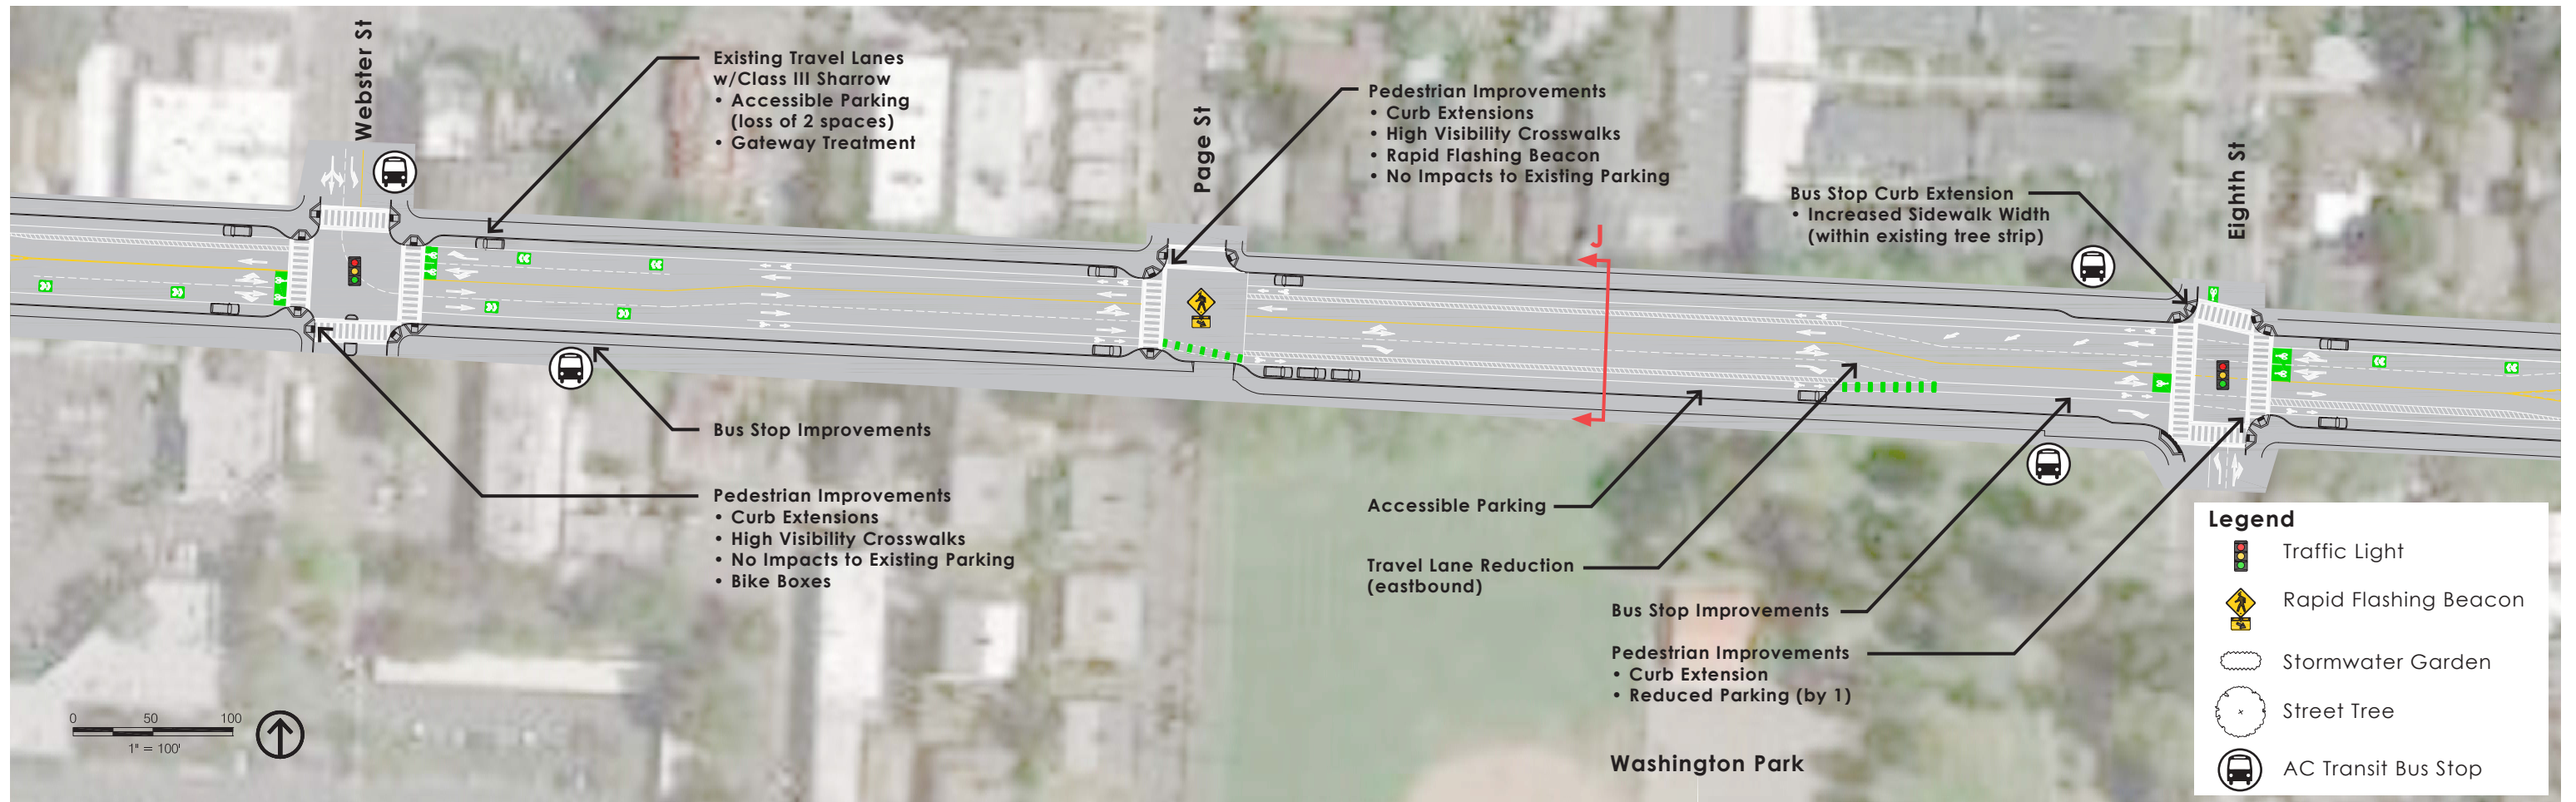 Webster St
Existing Travel Lanes
w/Class III Sharrow
• Accessible Parking
(loss of 2 spaces)
• Gateway Treatment
Page St
Pedestrian Improvements
• Curb Extensions
• High Visibility Crosswalks
• Rapid Flashing Beacon
• No Impacts to Existing Parking
J
Bus Stop Curb Extension
• Increased Sidewalk Width
(within existing tree strip)
Eighth St
Bus Stop Improvements
Pedestrian Improvements
• Curb Extensions
• High Visibility Crosswalks
• No Impacts to Existing Parking
• Bike Boxes
Accessible Parking
Travel Lane Reduction
(eastbound)
Bus Stop Improvements
Pedestrian Improvements
• Curb Extension
• Reduced Parking (by 1)
Washington Park
0 50 100
1" = 100'
Legend
Traffic Light
Rapid Flashing Beacon
Stormwater Garden
Street Tree
AC Transit Bus Stop